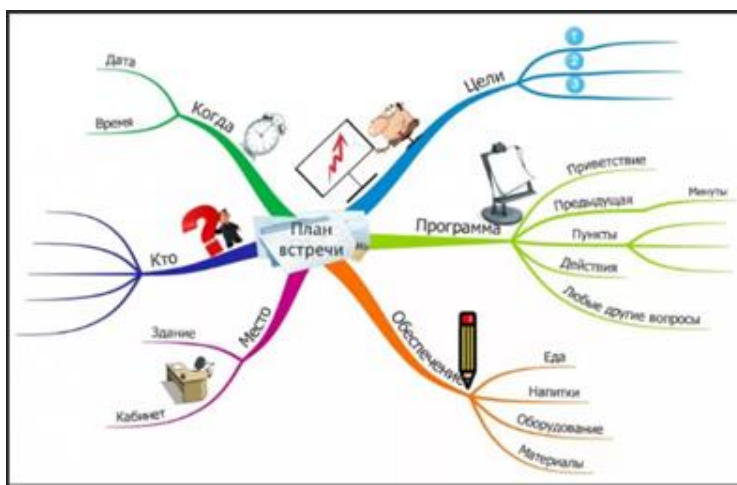 План
встречи
Когда
Дата
Время
Цели
1
2
3
Программа
Приветствие
Предыдущая
Минуты
Пункты
Действия
Любые другие вопросы
Обеспечение
Еда
Напитки
Оборудование
Материалы
Место
Здание
Кабинет
Кто